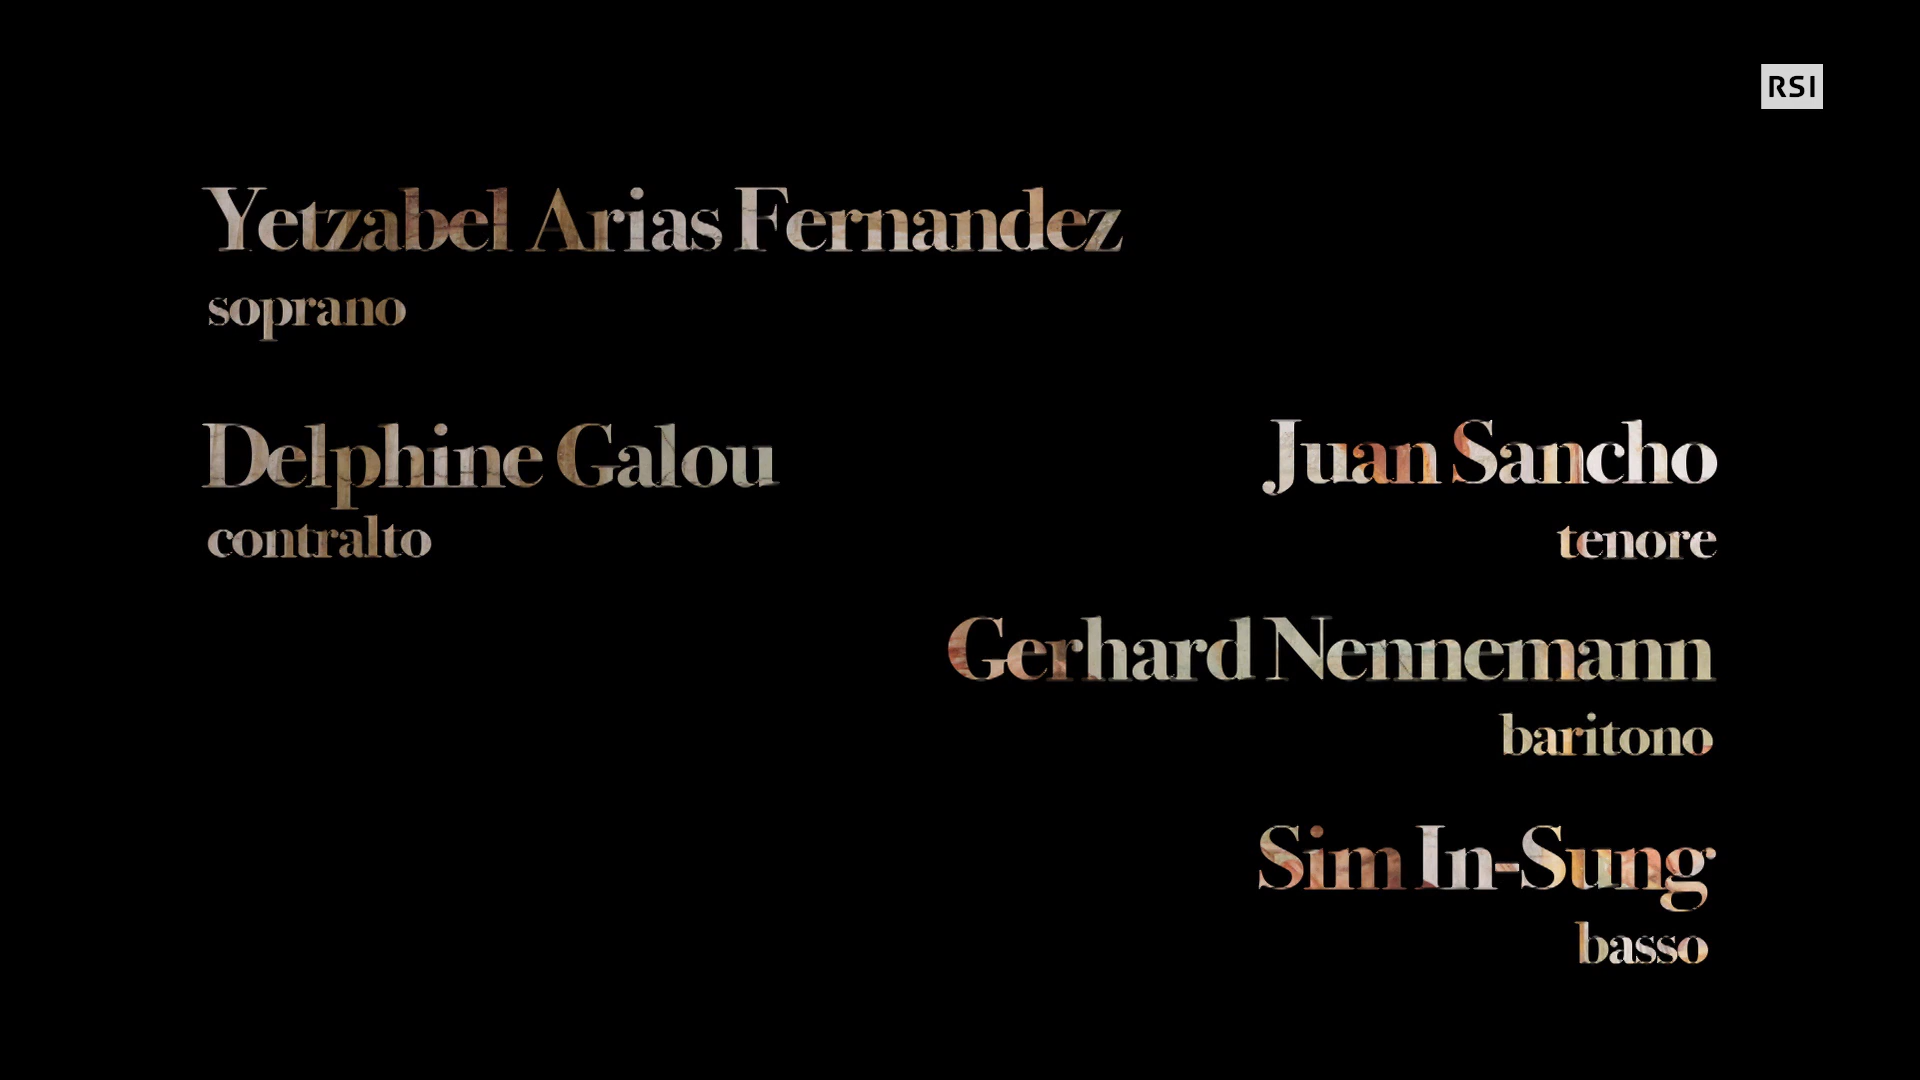 RSI
Yetzabel Arias Fernandez
soprano
Delphine Galou
contralto
Juan Sancho
tenore
Gerhard Nennemann
baritono
Sim In-Sung
basso